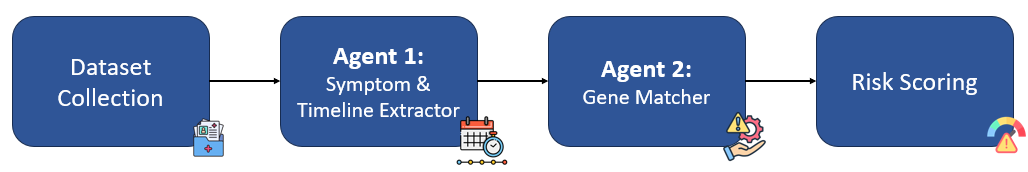 Dataset
Collection
Agent 1:
Symptom &
Timeline Extractor
Agent 2:
Gene Matcher
Risk Scoring